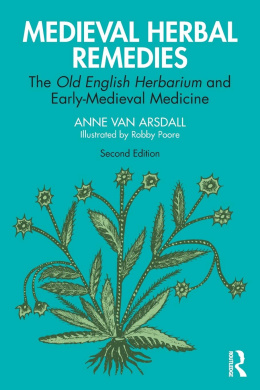 MEDIEVAL HERBAL
REMEDIES
The Old English Herbarium and
Early-Medieval Medicine
ANNE VAN ARSDALL
Illustrated by Robby Poore
Second Edition
ROUTLEDGE